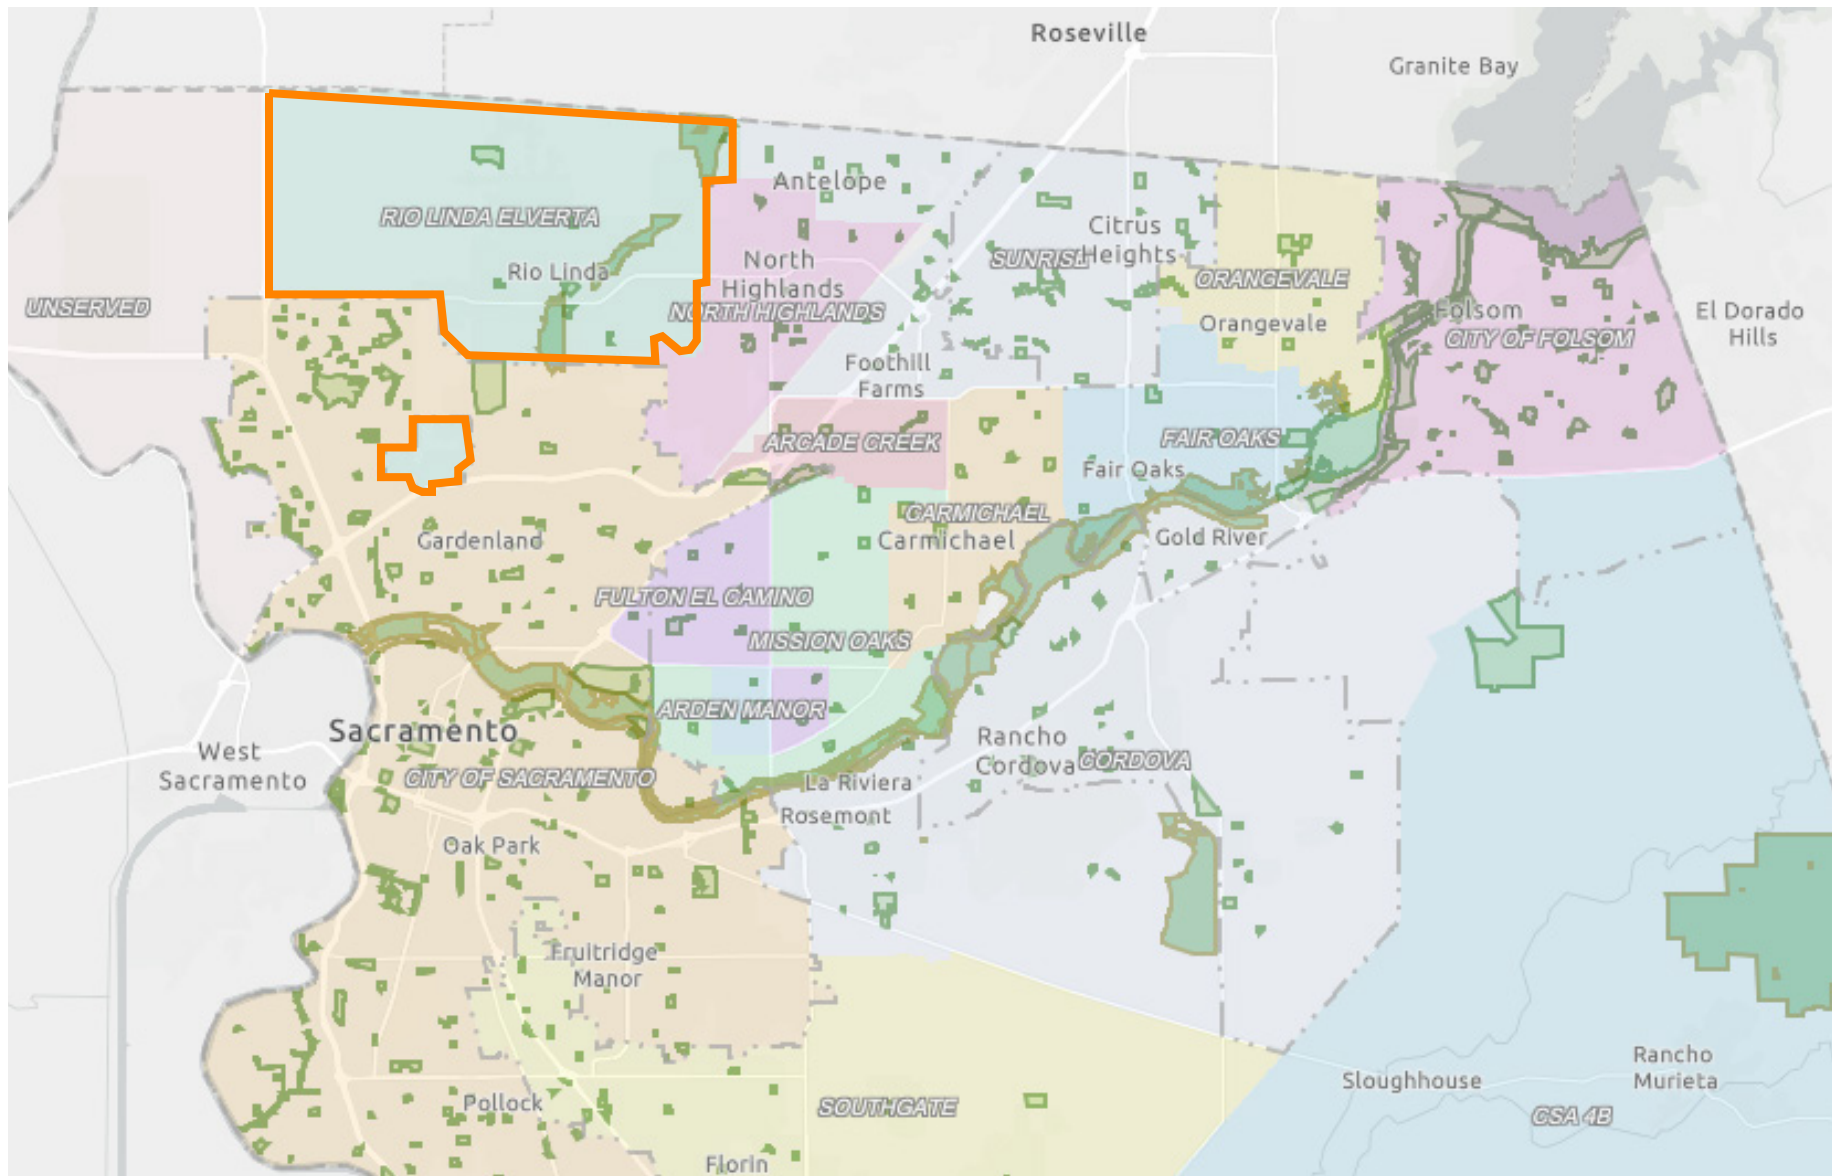 Roseville
Granite Bay
Antelope
RIO LINDA ELVERTA
Citrus
Heights
SUNRISE
North
Highlands
Rio Linda
ORANGEVALE
UNSERVED
NORTH HIGHLANDS
Folsom
El Dorado
Hills
Orangevale
CITY OF FOLSOM
Foothill
Farms
ARCADE CREEK
FAIR OAKS
Fair Oaks
CARMICHAEL
Carmichael
Gardenland
Gold River
FULTON EL CAMINO
MISSION OAKS
ARDEN MANOR
Sacramento
West
Sacramento
Rancho
Cordova
CORDOVA
CITY OF SACRAMENTO
La Riviera
Rosemont
Oak Park
Fruitridge
Manor
Rancho
Murieta
Sloughhouse
Pollock
SOUTHGATE
CSA 4B
Florin